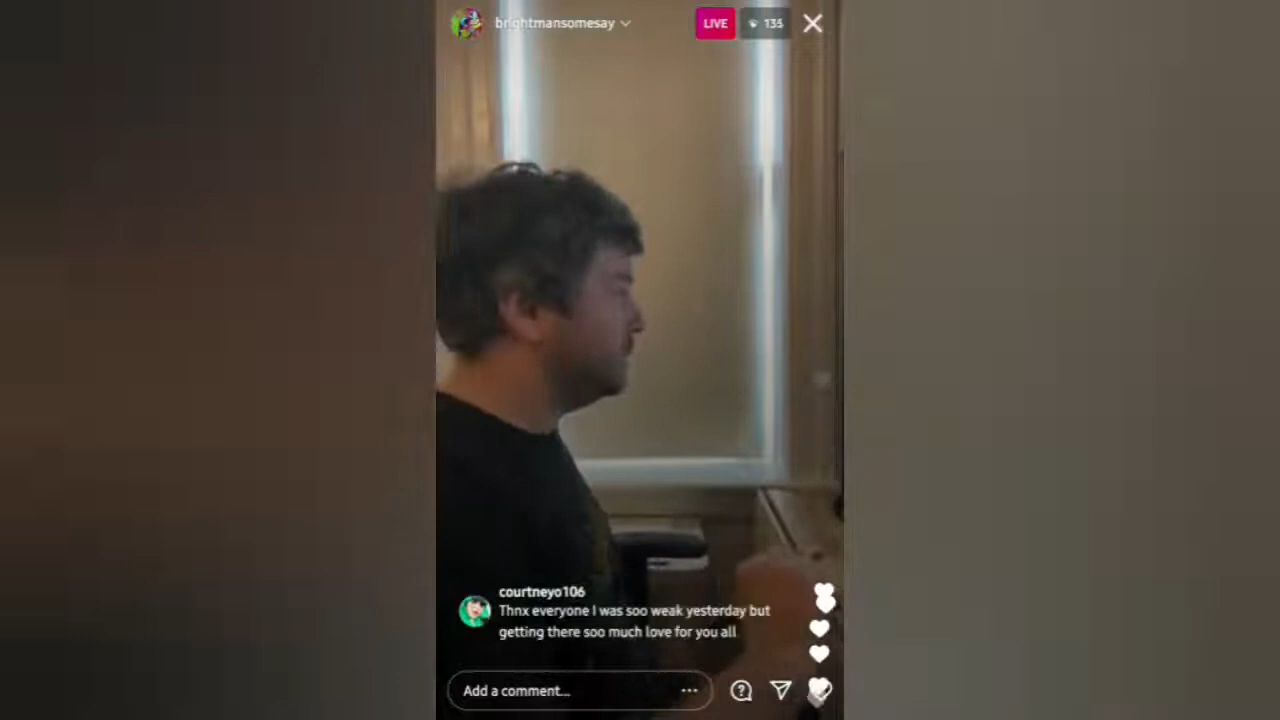 brightmansomesay
LIVE
135
courtneyo106
Thnx everyone I was soo weak yesterday but
getting there soo much love for you all
Add a comment...